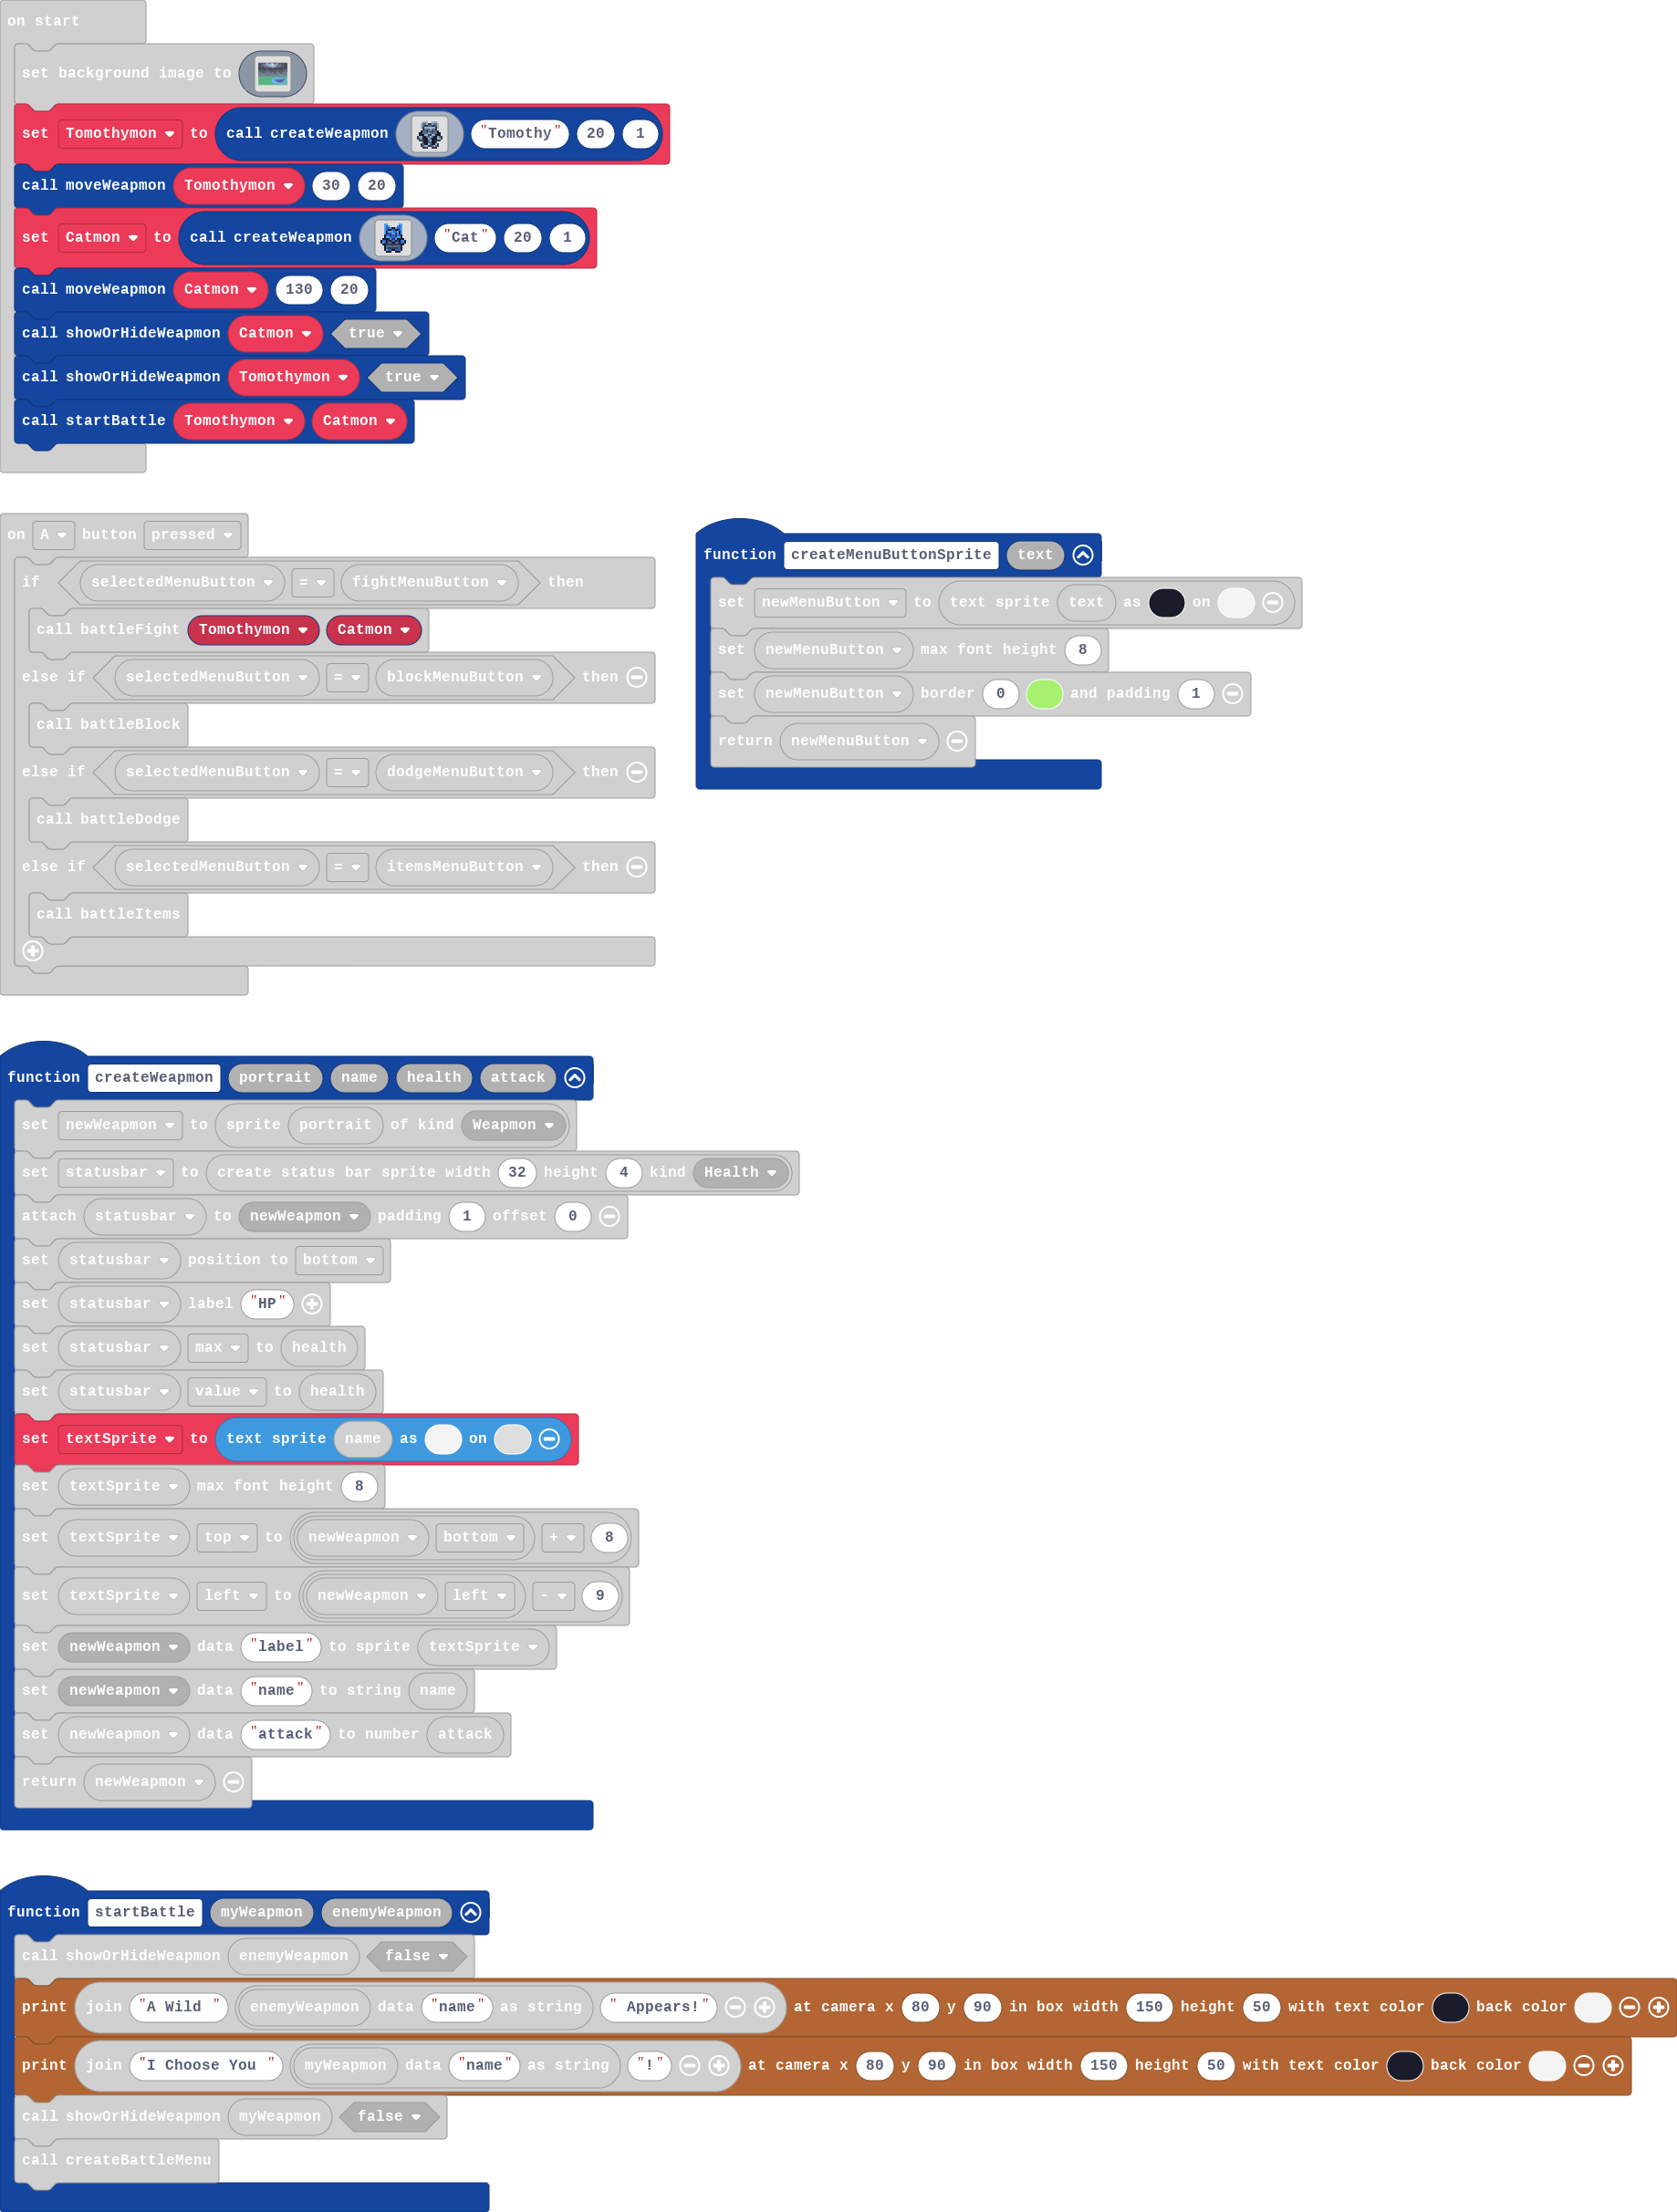 on start
set background image to
set Tomothymon to call createWeapmon "Tomothy" 20 1
call moveWeapmon Tomothymon 30 20
set Catmon to call createWeapmon "Cat" 20 1
call moveWeapmon Catmon 130 20
call showOrHideWeapmon Catmon true
call showOrHideWeapmon Tomothymon true
call startBattle Tomothymon Catmon
on A button pressed
if selectedMenuButton = fightMenuButton then
call battleFight Tomothymon Catmon
else if selectedMenuButton = blockMenuButton then
call battleBlock
else if selectedMenuButton = dodgeMenuButton then
call battleDodge
else if selectedMenuButton = itemsMenuButton then
call battleItems
function createMenuButtonSprite text
set newMenuButton to text sprite text as on
set newMenuButton max font height 8
set newMenuButton border 0 and padding 1
return newMenuButton
function createWeapmon portrait name health attack
set newWeapmon to sprite portrait of kind Weapmon
set statusbar to create status bar sprite width 32 height 4 kind Health
attach statusbar to newWeapmon padding 1 offset 0
set statusbar position to bottom
set statusbar label "HP"
set statusbar max to health
set statusbar value to health
set textSprite to text sprite name as on
set textSprite max font height 8
set textSprite top to newWeapmon bottom + 8
set textSprite left to newWeapmon left - 9
set newWeapmon data "label" to sprite textSprite
set newWeapmon data "name" to string name
set newWeapmon data "attack" to number attack
return newWeapmon
function startBattle myWeapmon enemyWeapmon
call showOrHideWeapmon enemyWeapmon false
print join "A Wild " enemyWeapmon data "name" as string " Appears!" at camera x 80 y 90 in box width 150 height 50 with text color back color
print join "I Choose You " myWeapmon data "name" as string "!" at camera x 80 y 90 in box width 150 height 50 with text color back color
call showOrHideWeapmon myWeapmon false
call createBattleMenu